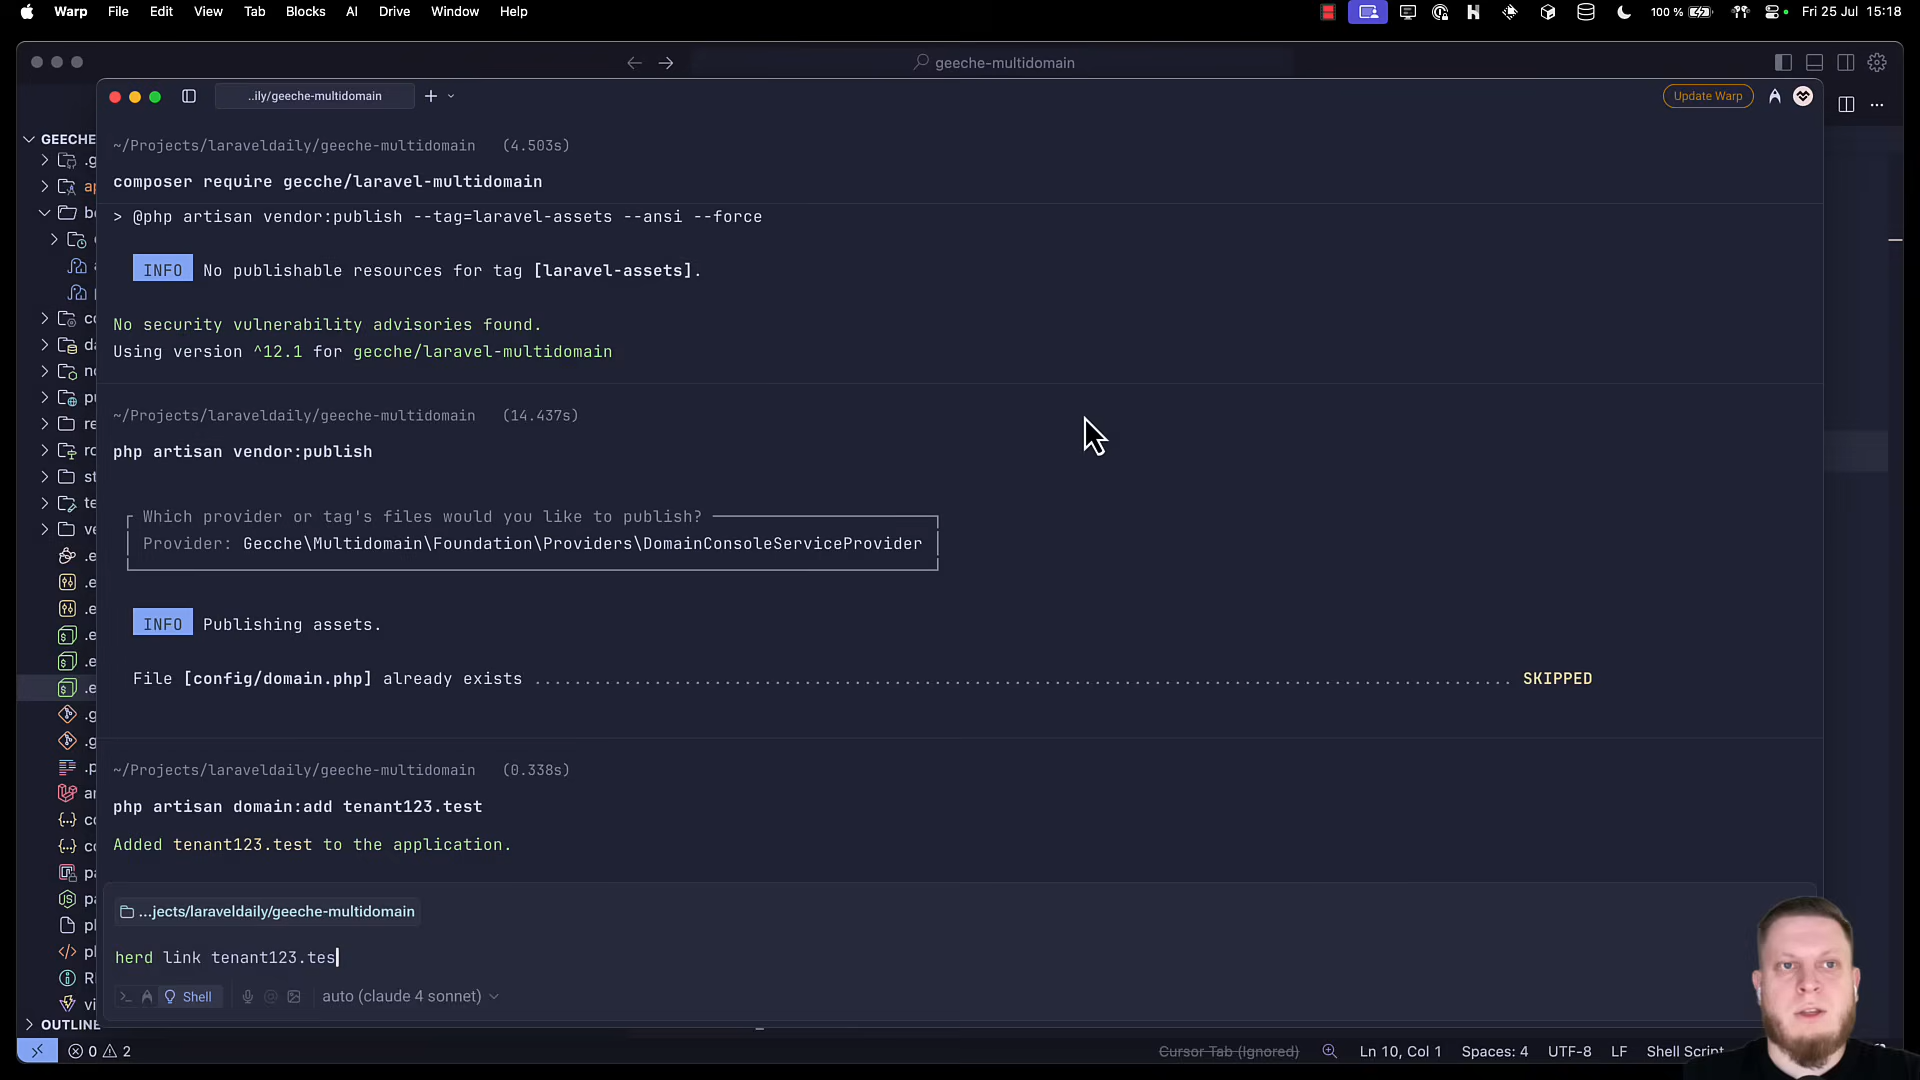 Warp File Edit View Tab Blocks AI Drive Window Help
100 % Fri 25 Jul 15:18
geeche-multidomain
..ily/geeche-multidomain
Update Warp
GEECHE
~/Projects/laraveldaily/geeche-multidomain (4.503s)
composer require gecche/laravel-multidomain
> @php artisan vendor:publish --tag=laravel-assets --ansi --force
INFO No publishable resources for tag [laravel-assets].
No security vulnerability advisories found.
Using version ^12.1 for gecche/laravel-multidomain
~/Projects/laraveldaily/geeche-multidomain (14.437s)
php artisan vendor:publish
Which provider or tag's files would you like to publish?
Provider: Gecche\Multidomain\Foundation\Providers\DomainConsoleServiceProvider
INFO Publishing assets.
File [config/domain.php] already exists ........ SKIPPED
~/Projects/laraveldaily/geeche-multidomain (0.338s)
php artisan domain:add tenant123.test
Added tenant123.test to the application.
...jects/laraveldaily/geeche-multidomain
herd link tenant123.tes
Shell auto (claude 4 sonnet)
OUTLINE
0 2 Cursor Tab (Ignored) Ln 10, Col 1 Spaces: 4 UTF-8 LF Shell Script